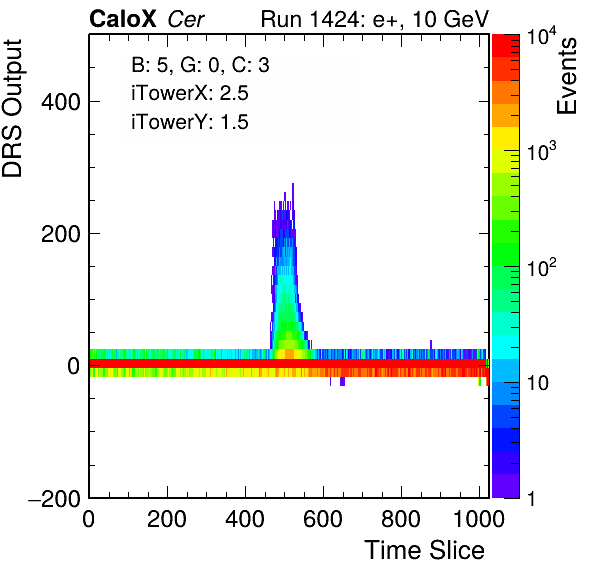 CaloX Cer Run 1424: e+, 10 GeV
B: 5, G: 0, C: 3
iTowerX: 2.5
iTowerY: 1.5
DRS Output
400
200
0
−200
0 200 400 600 800 1000
Time Slice
Events
10^4
10^3
10^2
10
1